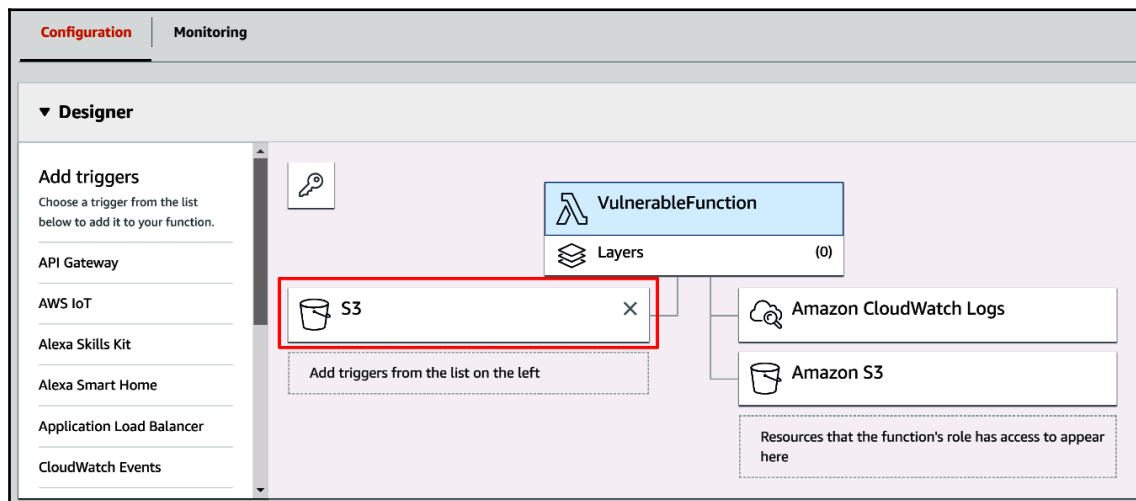 Configuration
Monitoring
Designer
Add triggers
Choose a trigger from the list
below to add it to your function.
API Gateway
AWS IoT
Alexa Skills Kit
Alexa Smart Home
Application Load Balancer
CloudWatch Events
VulnerableFunction
Layers
(0)
S3
Add triggers from the list on the left
Amazon CloudWatch Logs
Amazon S3
Resources that the function's role has access to appear
here